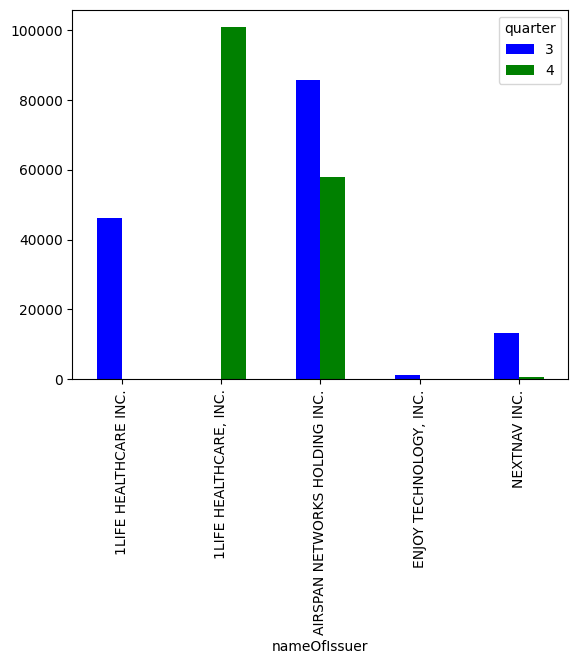 quarter
3
4
100000
80000
60000
40000
20000
0
1LIFE HEALTHCARE INC.
1LIFE HEALTHCARE, INC.
AIRSPAN NETWORKS HOLDING INC.
ENJOY TECHNOLOGY, INC.
NEXTNAV INC.
nameOfIssuer